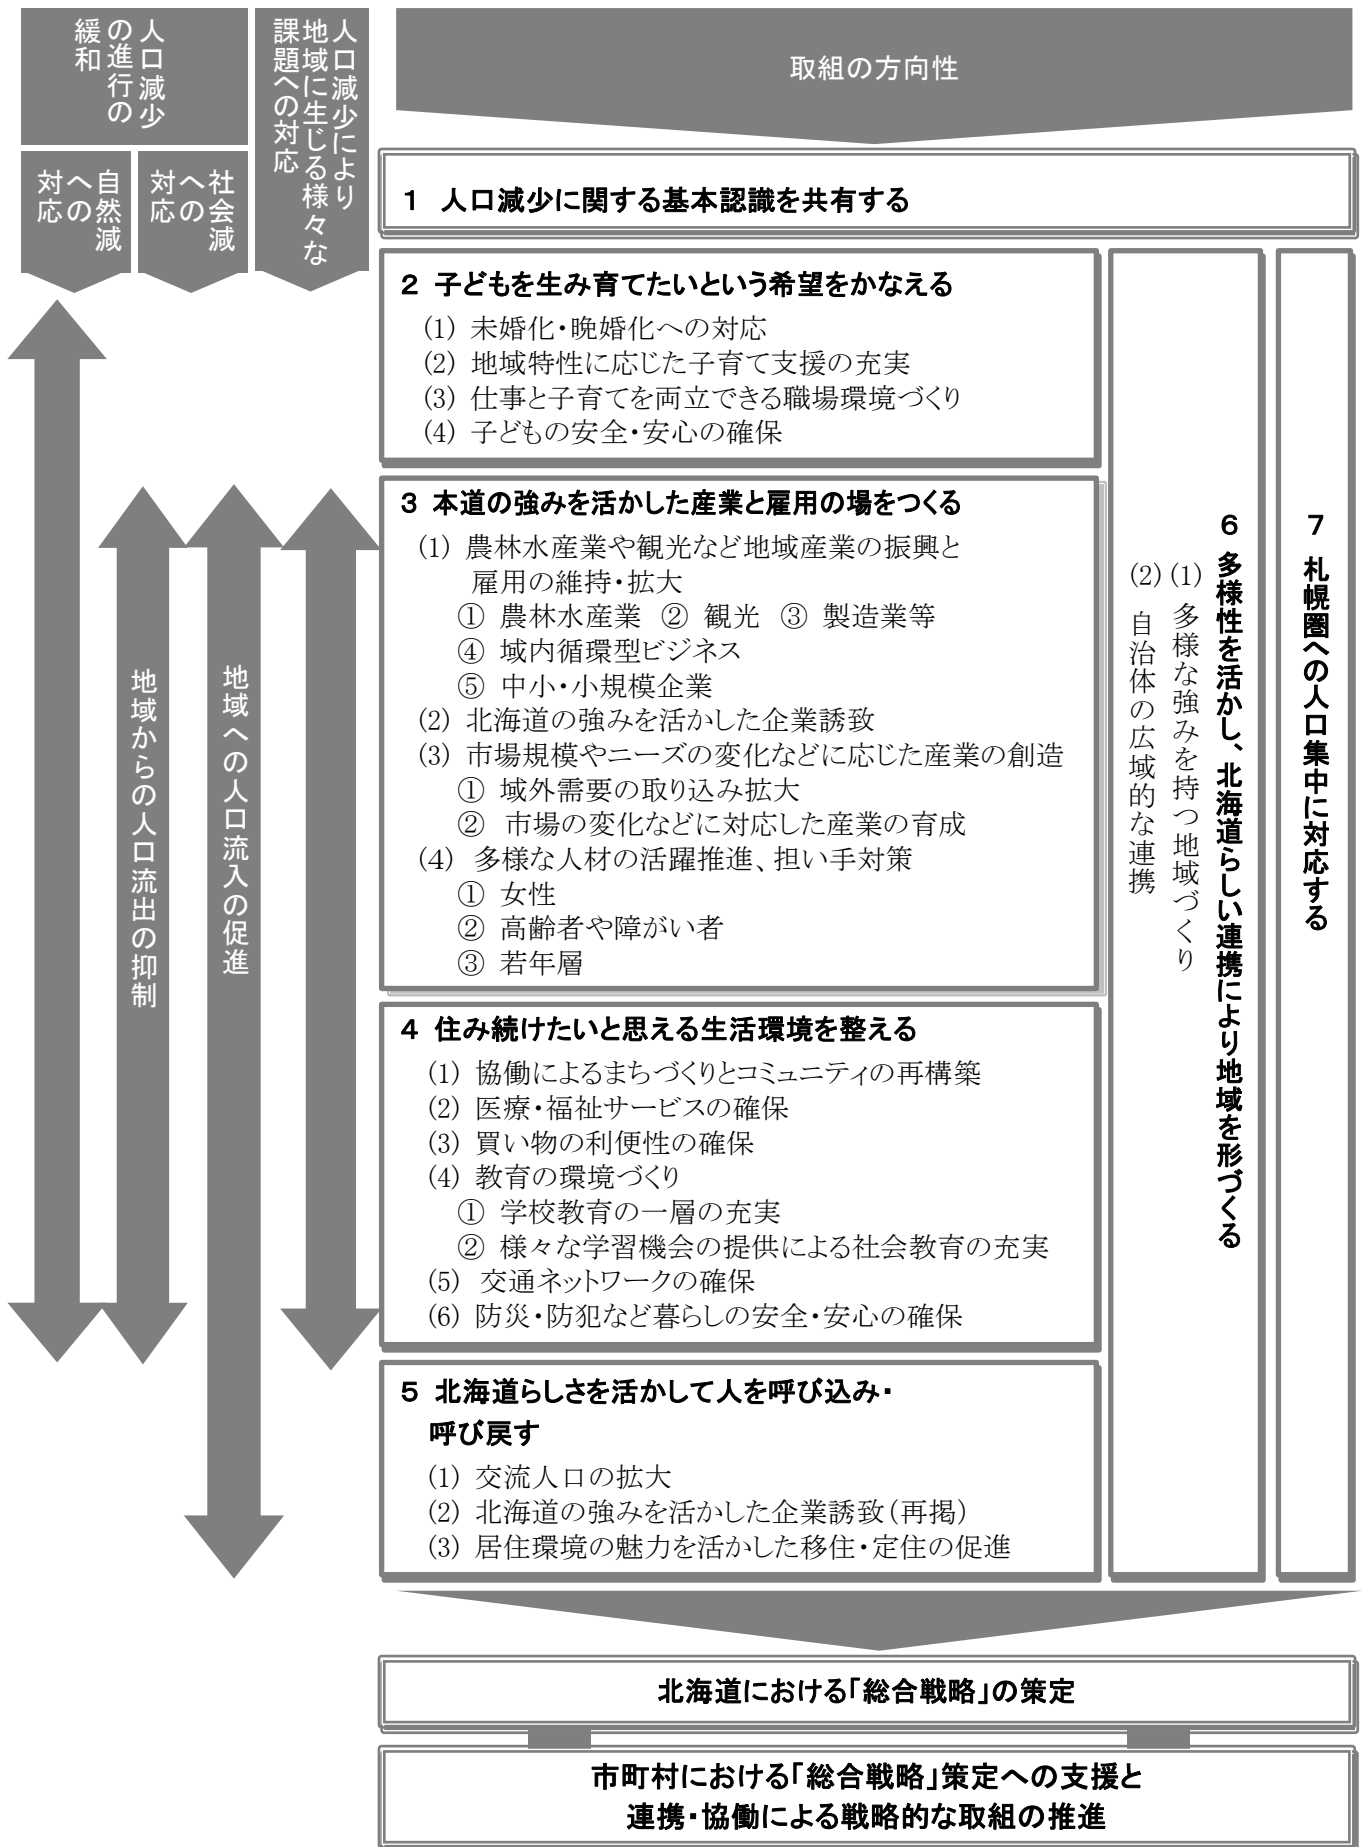 人口減少
の進行の
緩和
人口減少により
地域に生じる様々な
課題への対応
取組の方向性
自然減
への
対応
社会減
への
対応
1 人口減少に関する基本認識を共有する
2 子どもを生み育てたいという希望をかなえる
(1) 未婚化・晩婚化への対応
(2) 地域特性に応じた子育て支援の充実
(3) 仕事と子育てを両立できる職場環境づくり
(4) 子どもの安全・安心の確保
3 本道の強みを活かした産業と雇用の場をつくる
(1) 農林水産業や観光など地域産業の振興と
雇用の維持・拡大
① 農林水産業 ② 観光 ③ 製造業等
④ 域内循環型ビジネス
⑤ 中小・小規模企業
(2) 北海道の強みを活かした企業誘致
(3) 市場規模やニーズの変化などに応じた産業の創造
① 域外需要の取り込み拡大
② 市場の変化などに対応した産業の育成
(4) 多様な人材の活躍推進、担い手対策
① 女性
② 高齢者や障がい者
③ 若年層
4 住み続けたいと思える生活環境を整える
(1) 協働によるまちづくりとコミュニティの再構築
(2) 医療・福祉サービスの確保
(3) 買い物の利便性の確保
(4) 教育の環境づくり
① 学校教育の一層の充実
② 様々な学習機会の提供による社会教育の充実
(5) 交通ネットワークの確保
(6) 防災・防犯など暮らしの安全・安心の確保
5 北海道らしさを活かして人を呼び込み・
呼び戻す
(1) 交流人口の拡大
(2) 北海道の強みを活かした企業誘致(再掲)
(3) 居住環境の魅力を活かした移住・定住の促進
6 多様性を活かし、北海道らしい連携により地域を形づくる
(1) 多様な強みを持つ地域づくり
(2) 自治体の広域的な連携
7 札幌圏への人口集中に対応する
地域からの人口流出の抑制
地域への人口流入の促進
北海道における「総合戦略」の策定
市町村における「総合戦略」策定への支援と
連携・協働による戦略的な取組の推進